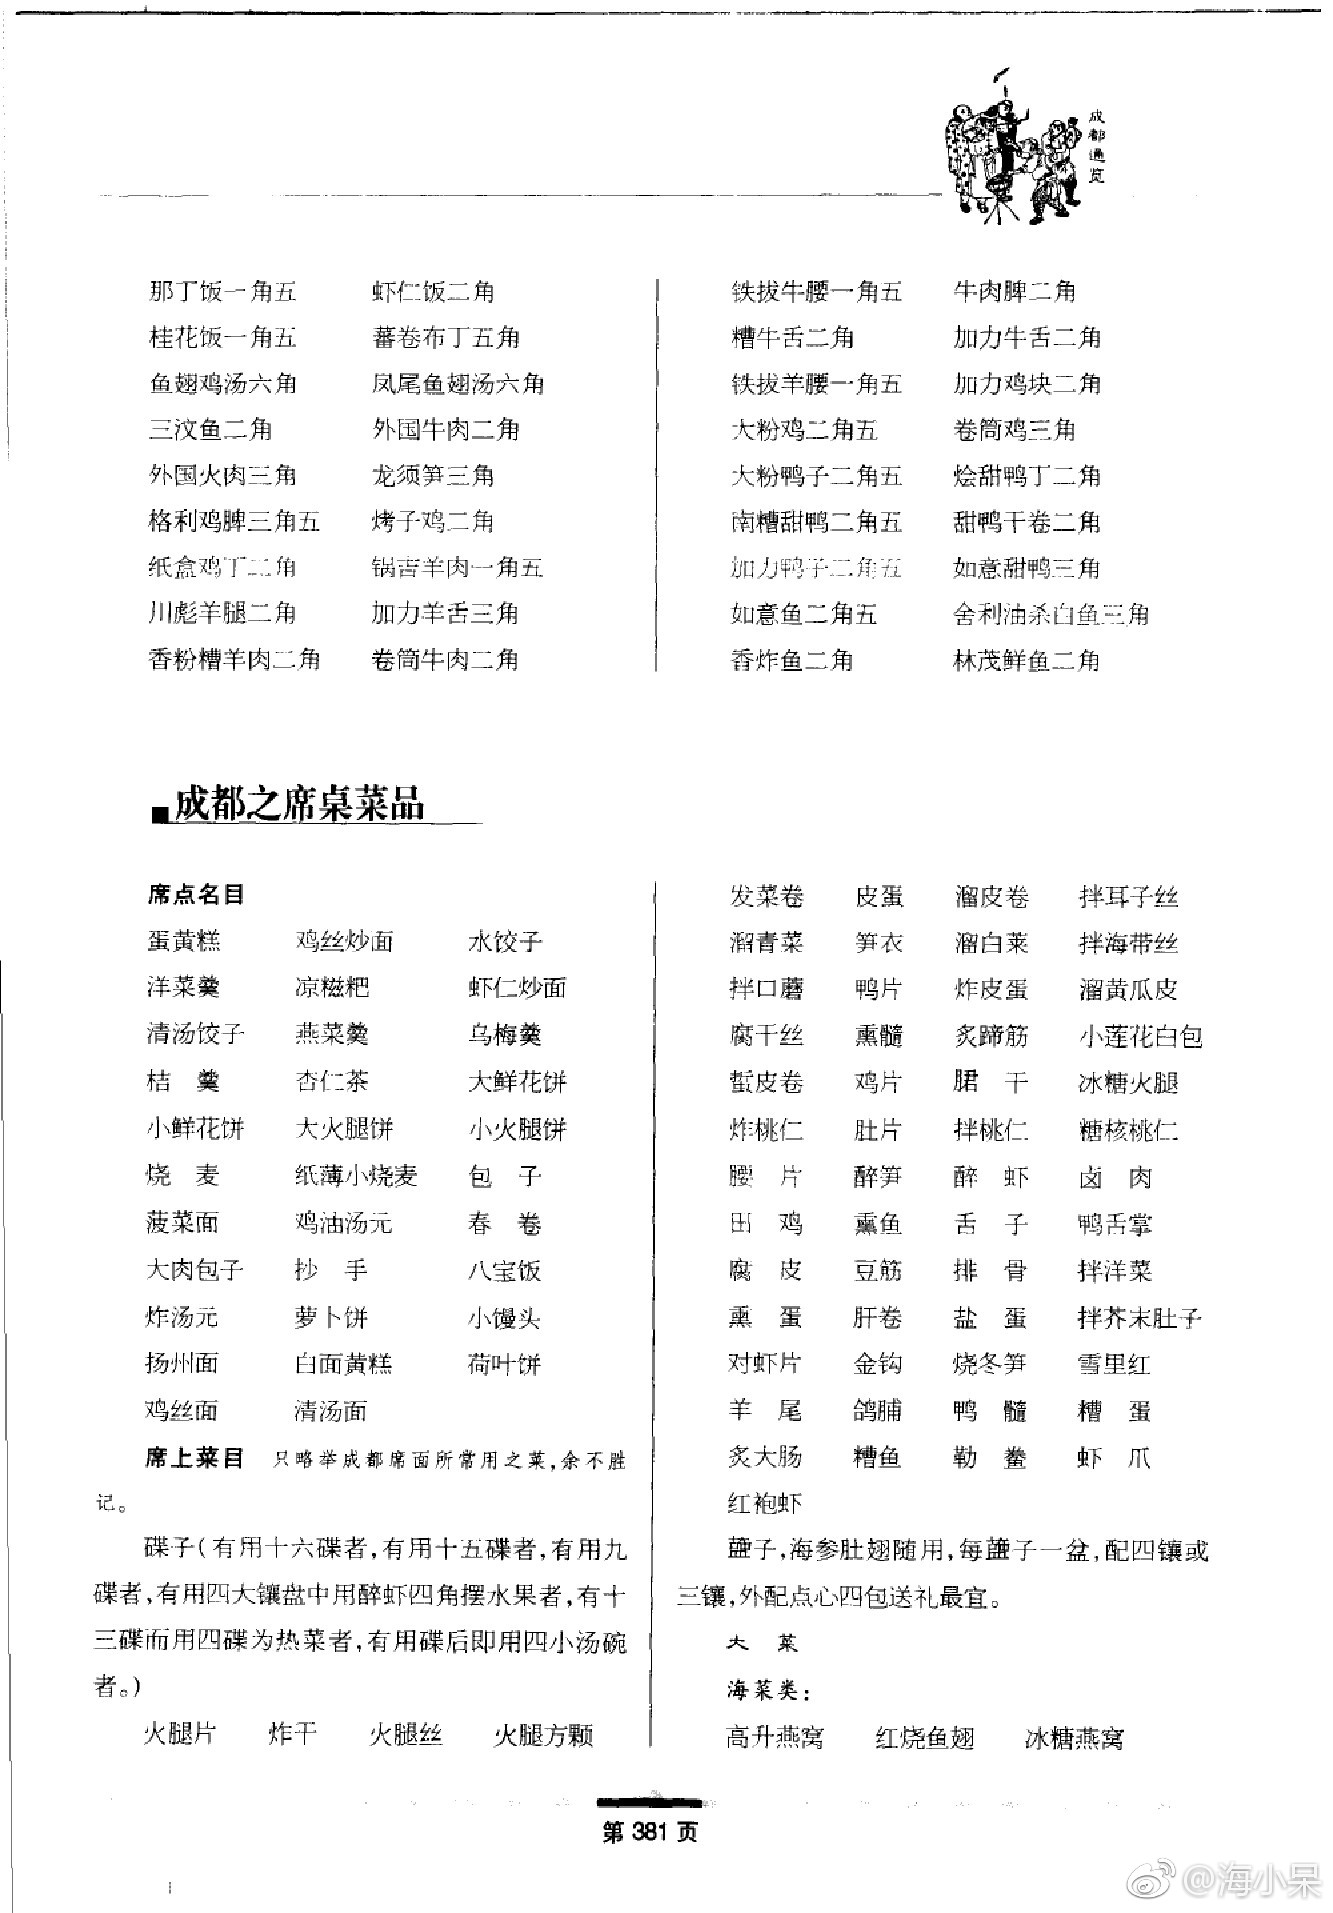 成都通览
那丁饭一角五 虾仁饭二角
桂花饭一角五 蕃卷布丁五角
鱼翅鸡汤六角 凤尾鱼翅汤六角
三汶鱼二角 外国牛肉二角
外国火肉三角 龙须笋三角
格利鸡脾三角五 烤子鸡二角
纸盒鸡丁二角 锅吉羊肉一角五
川彪羊腿二角 加力羊舌三角
香粉糟羊肉二角 卷筒牛肉二角
铁拔牛腰一角五 牛肉脾二角
糟牛舌二角 加力牛舌二角
铁拔羊腰一角五 加力鸡块二角
大粉鸡二角五 卷筒鸡三角
大粉鸭子二角五 烩甜鸭丁二角
南糟甜鸭二角五 甜鸭干卷二角
加力鸭子二角五 如意甜鸭三角
如意鱼二角五 舍利油杀白鱼三角
香炸鱼二角 林茂鲜鱼二角
■成都之席桌菜品
席点名目
蛋黄糕 鸡丝炒面 水饺子
洋菜羹 凉糍粑 虾仁炒面
清汤饺子 燕菜羹 乌梅羹
桔 羹 杏仁茶 大鲜花饼
小鲜花饼 大火腿饼 小火腿饼
烧 麦 纸薄小烧麦 包 子
菠菜面 鸡油汤元 春 卷
大肉包子 抄 手 八宝饭
炸汤元 萝卜饼 小馒头
扬州面 白面黄糕 荷叶饼
鸡丝面 清汤面
席上菜目 只略举成都席面所常用之菜,余不胜
记。
碟子(有用十六碟者,有用十五碟者,有用九
碟者,有用四大镶盘中用醉虾四角摆水果者,有十
三碟而用四碟为热菜者,有用碟后即用四小汤碗
者。)
火腿片 炸干 火腿丝 火腿方颗
发菜卷 皮蛋 溜皮卷 拌耳子丝
溜青菜 笋衣 溜白菜 拌海带丝
拌口蘑 鸭片 炸皮蛋 溜黄瓜皮
腐干丝 熏髓 炙蹄筋 小莲花白包
蜇皮卷 鸡片 䐃 干 冰糖火腿
炸桃仁 肚片 拌桃仁 糖核桃仁
腰 片 醉笋 醉 虾 卤 肉
田 鸡 熏鱼 舌 子 鸭舌掌
腐 皮 豆筋 排 骨 拌洋菜
熏 蛋 肝卷 盐 蛋 拌芥末肚子
对虾片 金钩 烧冬笋 雪里红
羊 尾 鸽脯 鸭 髓 糟 蛋
炙大肠 糟鱼 勒 鲞 虾 爪
红袍虾
子,海参肚翅随用,每子一盆,配四镶或
三镶,外配点心四包送礼最宜。
大 菜
海菜类:
高升燕窝 红烧鱼翅 冰糖燕窝
第 381 页
@海小呆